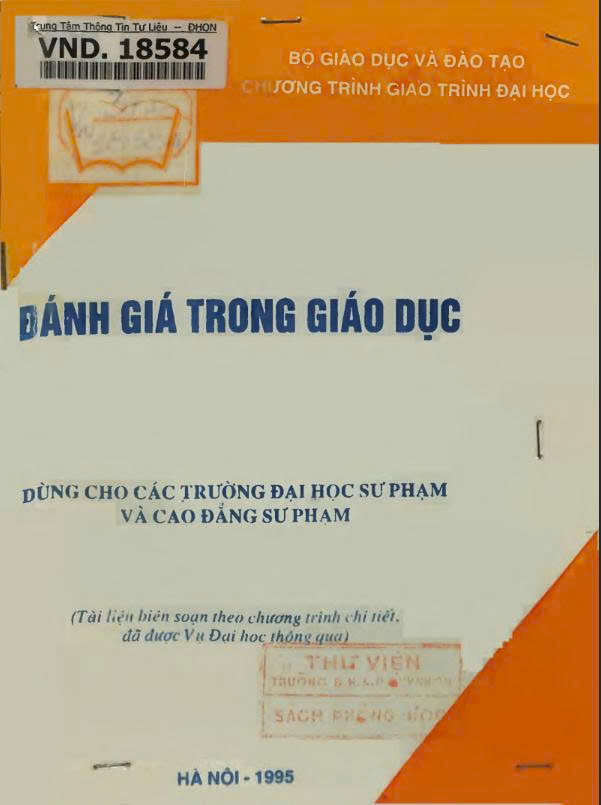 Trung Tâm Thông Tin Tư Liệu -- ĐHQN
VND. 18584
BỘ GIÁO DỤC VÀ ĐÀO TẠO
CHƯƠNG TRÌNH GIÁO TRÌNH ĐẠI HỌC
ĐÁNH GIÁ TRONG GIÁO DỤC
DÙNG CHO CÁC TRƯỜNG ĐẠI HỌC SƯ PHẠM
VÀ CAO ĐẲNG SƯ PHẠM
(Tài liệu biên soạn theo chương trình chi tiết,
đã được Vụ Đại học thông qua)
THƯ VIỆN
TRƯỜNG Đ.H.S.P
SÁCH PHÒNG
HÀ NỘI - 1995